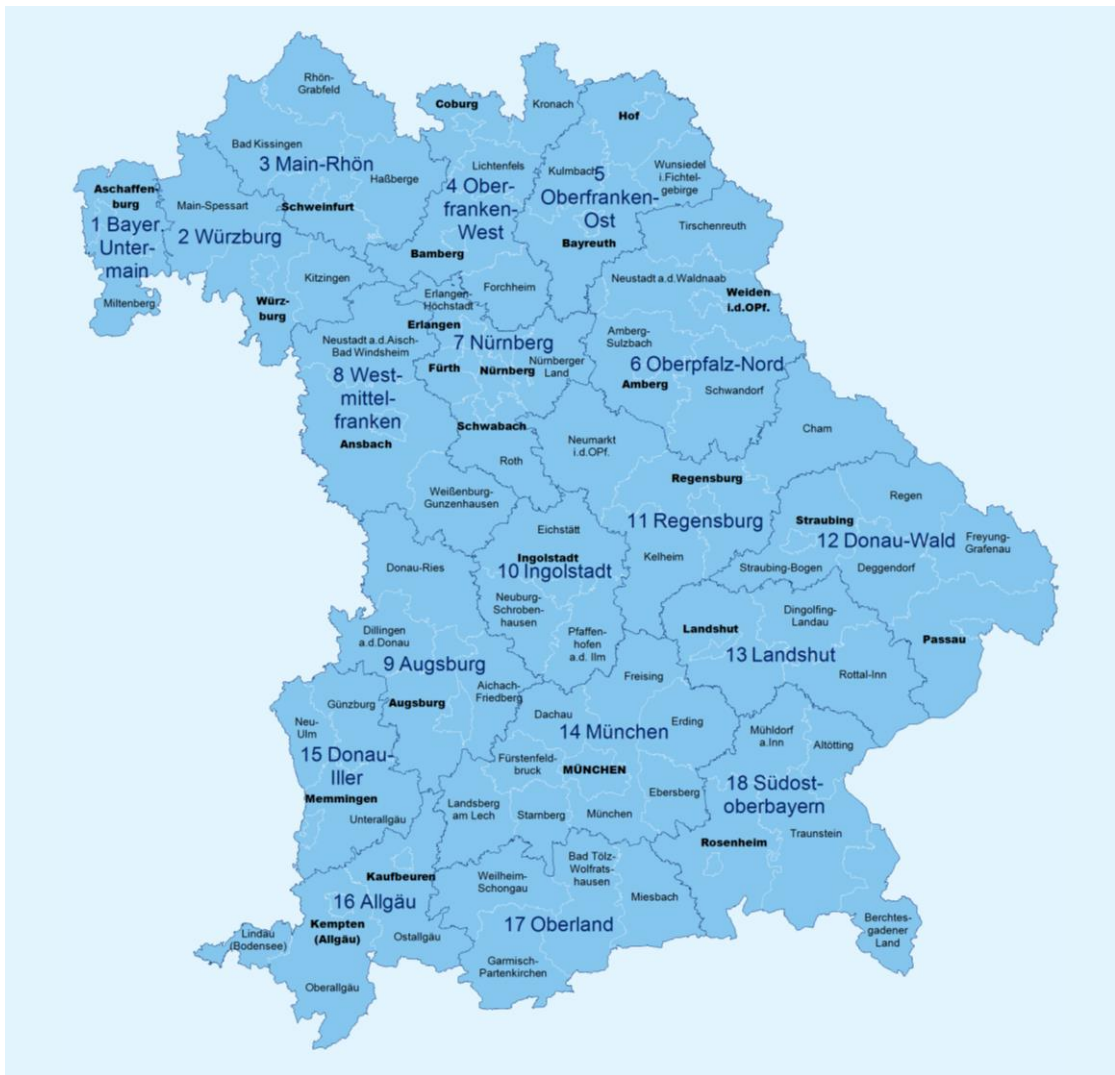 Rhön-
Grabfeld
Coburg
Kronach
Hof
Bad Kissingen
3 Main-Rhön
Haßberge
Lichtenfels
4 Ober-
franken-
West
Kulmbach
5
Oberfranken-
Ost
Wunsiedel
i.Fichtel-
gebirge
Aschaffen-
burg
1 Bayer.
Unter-
main
Miltenberg
Main-Spessart
2 Würzburg
Schweinfurt
Bamberg
Bayreuth
Tirschenreuth
Kitzingen
Würz-
burg
Erlangen-
Höchstadt
Forchheim
Neustadt a.d.Waldnaab
Weiden
i.d.OPf.
Erlangen
Neustadt a.d.Aisch-
Bad Windsheim
7 Nürnberg
Fürth
Nürnberg
Nürnberger
Land
Amberg-
Sulzbach
6 Oberpfalz-Nord
Amberg
Schwandorf
8 West-
mittel-
franken
Ansbach
Schwabach
Roth
Neumarkt
i.d.OPf.
Cham
Weißenburg-
Gunzenhausen
Regensburg
11 Regensburg
Kelheim
Regen
Straubing
12 Donau-Wald
Freyung-
Grafenau
Straubing-Bogen
Deggendorf
Eichstätt
Ingolstadt
10 Ingolstadt
Neuburg-
Schroben-
hausen
Pfaffen-
hofen
a.d. Ilm
Donau-Ries
Dillingen
a.d.Donau
9 Augsburg
Augsburg
Aichach-
Friedberg
Landshut
Dingolfing-
Landau
13 Landshut
Rottal-Inn
Passau
Freising
Dachau
14 München
Erding
Fürstenfeld-
bruck
MÜNCHEN
Ebersberg
Landsberg
am Lech
Starnberg
München
Günzburg
Neu-
Ulm
15 Donau-
Iller
Memmingen
Unterallgäu
Mühldorf
a.Inn
Altötting
18 Südost-
oberbayern
Rosenheim
Traunstein
Berchtes-
gadener
Land
Kaufbeuren
16 Allgäu
Kempten
(Allgäu)
Ostallgäu
Lindau
(Bodensee)
Oberallgäu
Weilheim-
Schongau
Bad Tölz-
Wolfrats-
hausen
Miesbach
17 Oberland
Garmisch-
Partenkirchen